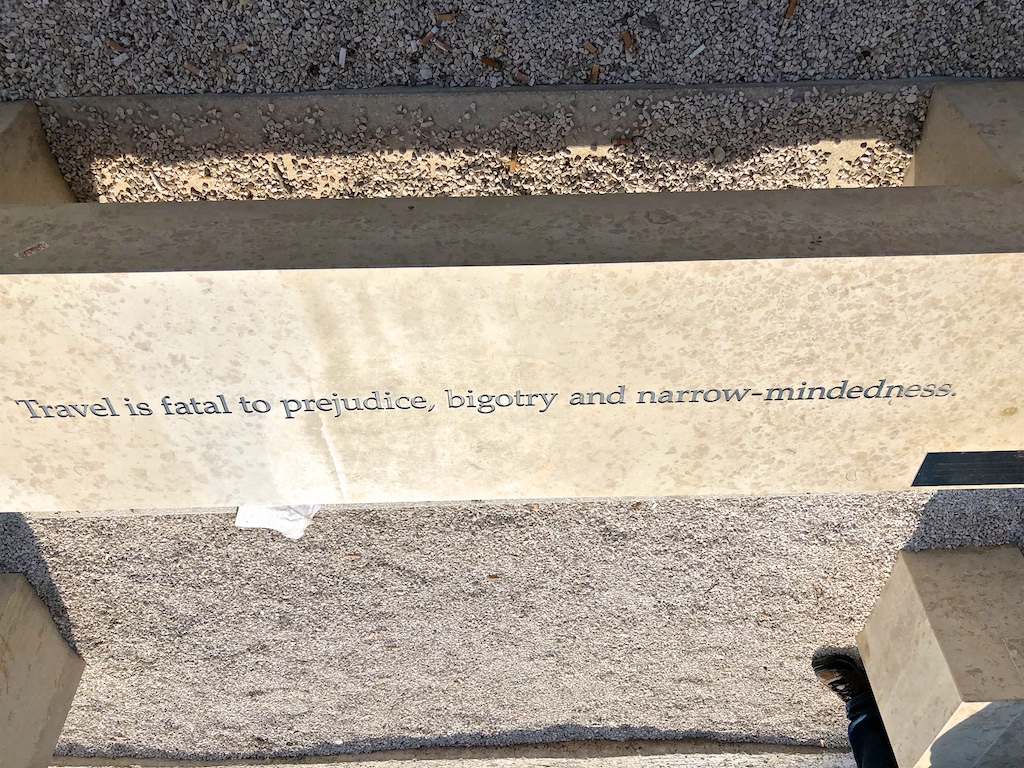 Travel is fatal to prejudice, bigotry and narrow-mindedness.